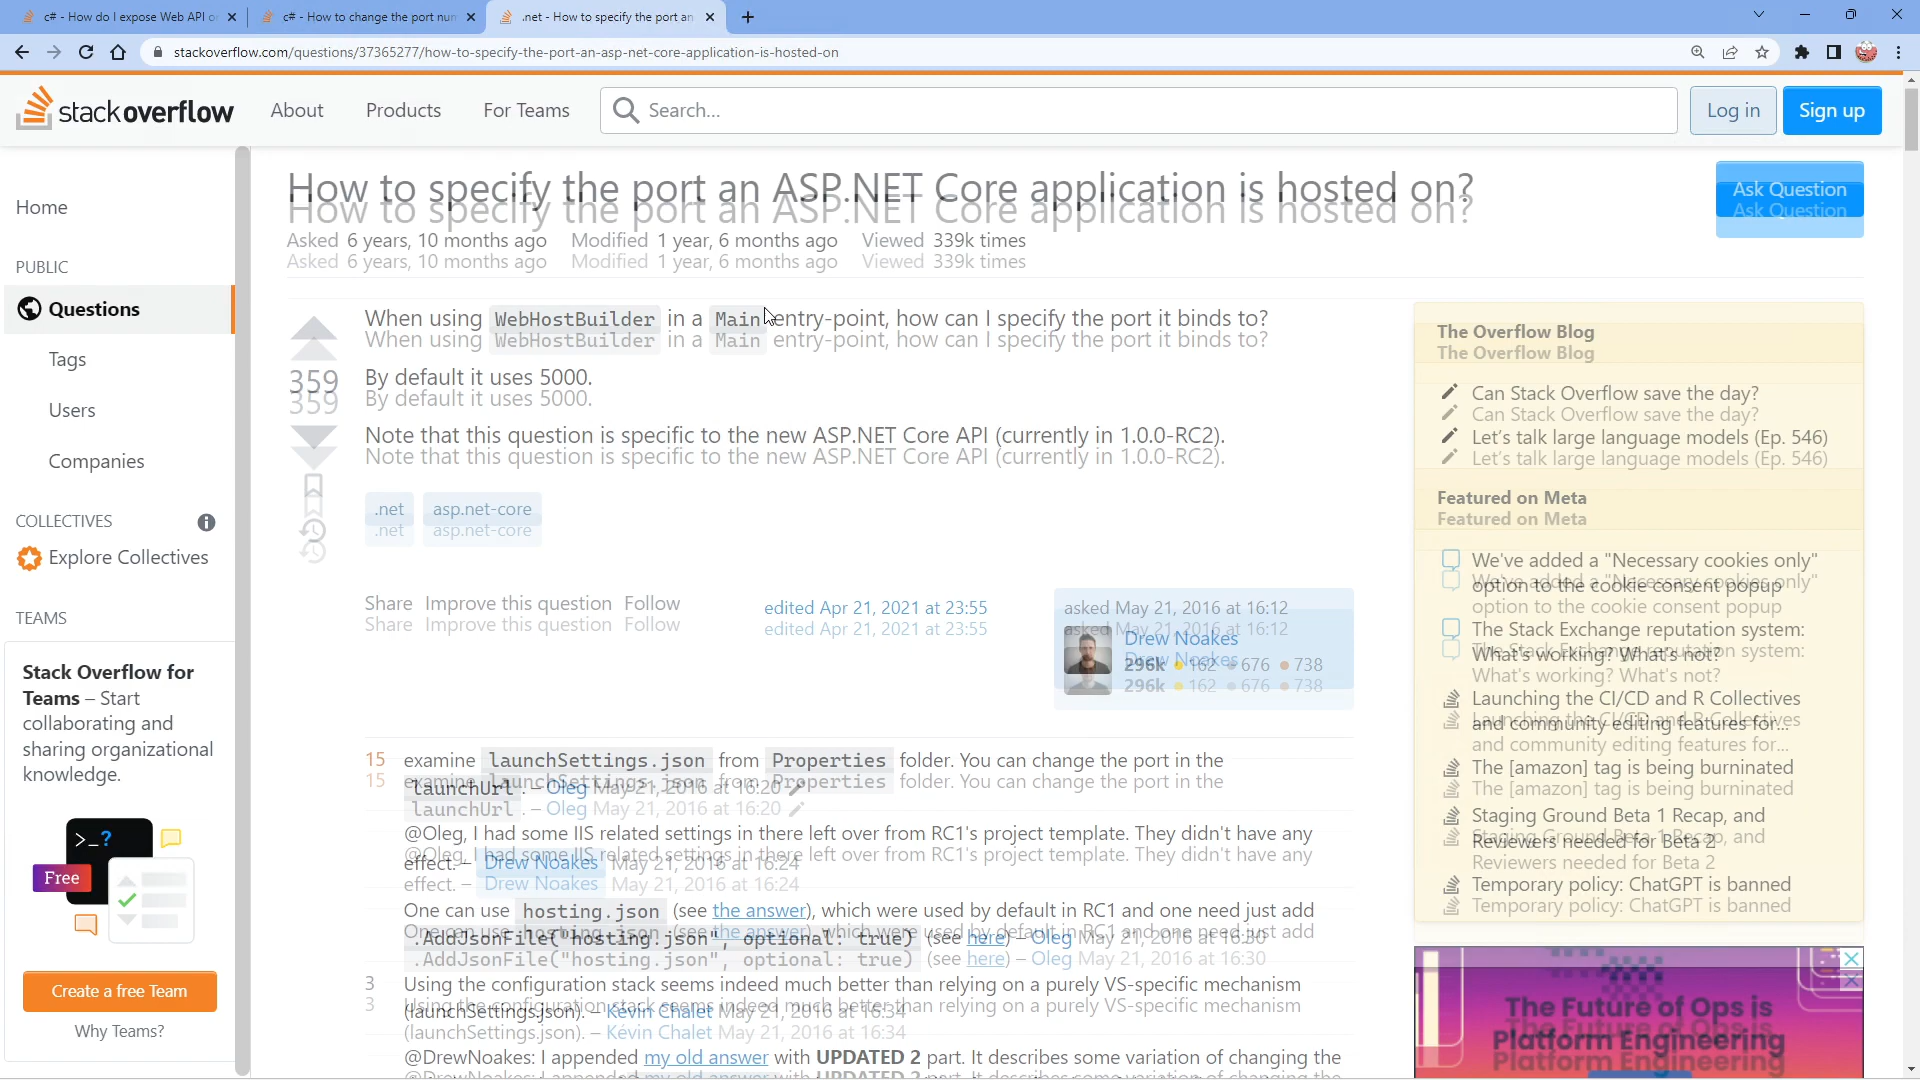 c# - How do I expose Web API or
c# - How to change the port num
.net - How to specify the port an
stackoverflow.com/questions/37365277/how-to-specify-the-port-an-asp-net-core-application-is-hosted-on
stackoverflow
About
Products
For Teams
Search...
Log in
Sign up
Home
PUBLIC
Questions
Tags
Users
Companies
COLLECTIVES
Explore Collectives
TEAMS
Stack Overflow for
Teams – Start
collaborating and
sharing organizational
knowledge.
>_?
Free
Create a free Team
Why Teams?
How to specify the port an ASP.NET Core application is hosted on?
Ask Question
Asked 6 years, 10 months ago Modified 1 year, 6 months ago Viewed 339k times
When using WebHostBuilder in a Main entry-point, how can I specify the port it binds to?
359
By default it uses 5000.
Note that this question is specific to the new ASP.NET Core API (currently in 1.0.0-RC2).
.net asp.net-core
Share Improve this question Follow
edited Apr 21, 2021 at 23:55
asked May 21, 2016 at 16:12
Drew Noakes
296k 162 676 738
15 examine launchSettings.json from Properties folder. You can change the port in the
launchUrl. – Oleg May 21, 2016 at 16:20
@Oleg, I had some IIS related settings in there left over from RC1's project template. They didn't have any
effect. – Drew Noakes May 21, 2016 at 16:24
One can use hosting.json (see the answer), which were used by default in RC1 and one need just add
.AddJsonFile("hosting.json", optional: true) (see here) – Oleg May 21, 2016 at 16:30
3 Using the configuration stack seems indeed much better than relying on a purely VS-specific mechanism
(launchSettings.json). – Kévin Chalet May 21, 2016 at 16:34
@DrewNoakes: I appended my old answer with UPDATED 2 part. It describes some variation of changing the
The Overflow Blog
Can Stack Overflow save the day?
Let's talk large language models (Ep. 546)
Featured on Meta
We've added a "Necessary cookies only"
option to the cookie consent popup
The Stack Exchange reputation system:
What's working? What's not?
Launching the CI/CD and R Collectives
and community editing features for...
The [amazon] tag is being burninated
Staging Ground Beta 1 Recap, and
Reviewers needed for Beta 2
Temporary policy: ChatGPT is banned
The Future of Ops is
Platform Engineering